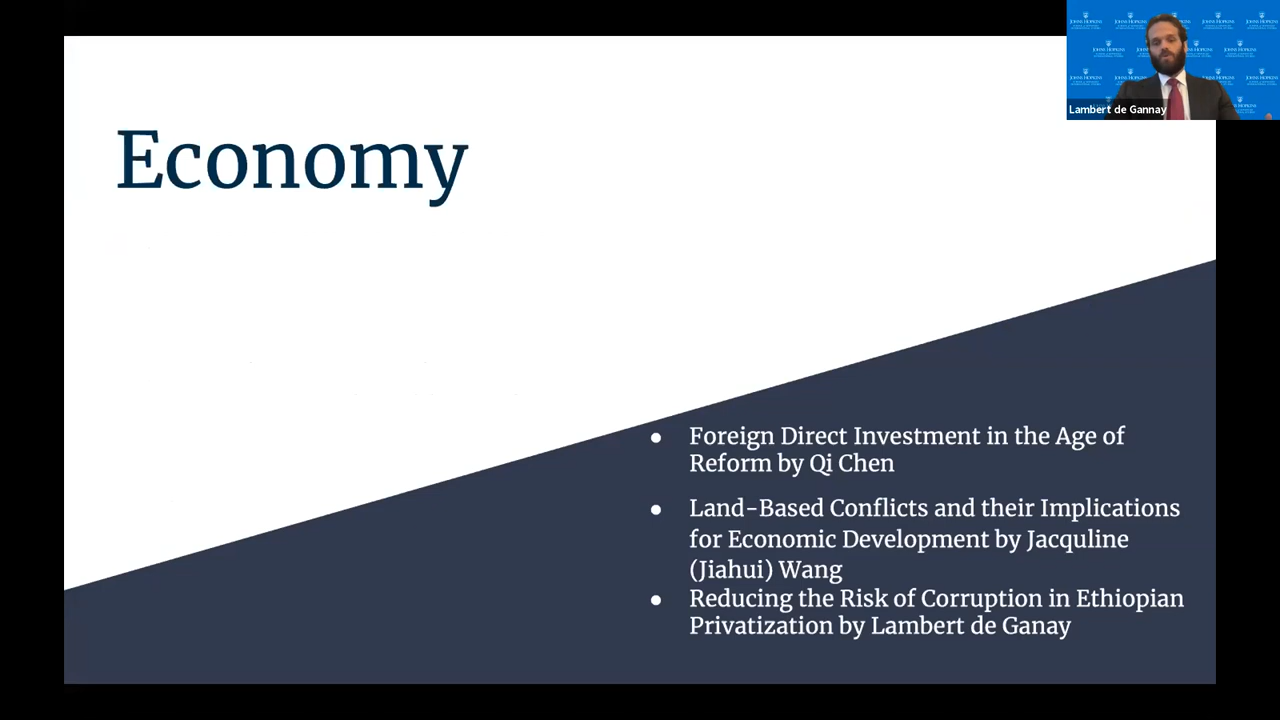 Lambert de Gannay
Economy
● Foreign Direct Investment in the Age of
Reform by Qi Chen
● Land-Based Conflicts and their Implications
for Economic Development by Jacquline
(Jiahui) Wang
● Reducing the Risk of Corruption in Ethiopian
Privatization by Lambert de Ganay